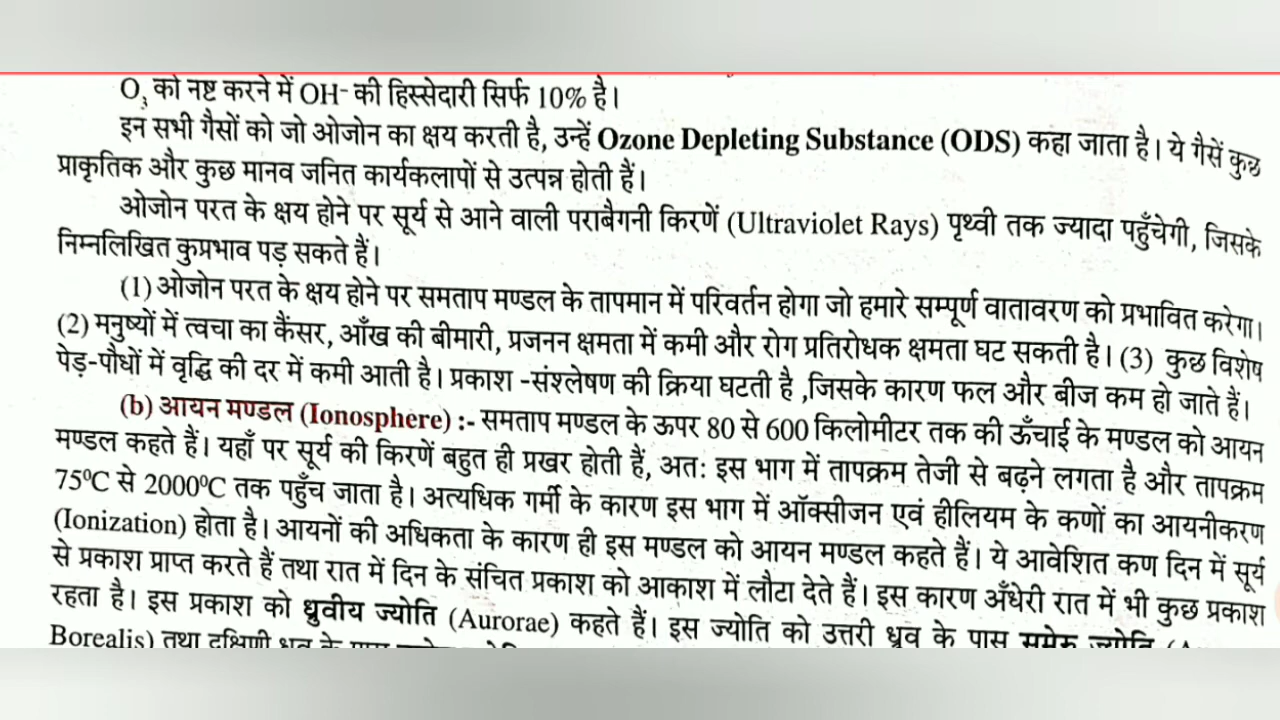 O₃ को नष्ट करने में OH⁻ की हिस्सेदारी सिर्फ 10% है।
इन सभी गैसों को जो ओजोन का क्षय करती है, उन्हें Ozone Depleting Substance (ODS) कहा जाता है। ये गैसें कुछ
प्राकृतिक और कुछ मानव जनित कार्यकलापों से उत्पन्न होती हैं।
ओजोन परत के क्षय होने पर सूर्य से आने वाली पराबैगनी किरणें (Ultraviolet Rays) पृथ्वी तक ज्यादा पहुँचेगी, जिसके
निम्नलिखित कुप्रभाव पड़ सकते हैं।
(1) ओजोन परत के क्षय होने पर समताप मण्डल के तापमान में परिवर्तन होगा जो हमारे सम्पूर्ण वातावरण को प्रभावित करेगा।
(2) मनुष्यों में त्वचा का कैंसर, आँख की बीमारी, प्रजनन क्षमता में कमी और रोग प्रतिरोधक क्षमता घट सकती है। (3) कुछ विशेष
पेड़-पौधों में वृद्धि की दर में कमी आती है। प्रकाश -संश्लेषण की क्रिया घटती है ,जिसके कारण फल और बीज कम हो जाते हैं।
(b) आयन मण्डल (Ionosphere) :- समताप मण्डल के ऊपर 80 से 600 किलोमीटर तक की ऊँचाई के मण्डल को आयन
मण्डल कहते हैं। यहाँ पर सूर्य की किरणें बहुत ही प्रखर होती हैं, अतः इस भाग में तापक्रम तेजी से बढ़ने लगता है और तापक्रम
75⁰C से 2000⁰C तक पहुँच जाता है। अत्यधिक गर्मी के कारण इस भाग में ऑक्सीजन एवं हीलियम के कणों का आयनीकरण
(Ionization) होता है। आयनों की अधिकता के कारण ही इस मण्डल को आयन मण्डल कहते हैं। ये आवेशित कण दिन में सूर्य
से प्रकाश प्राप्त करते हैं तथा रात में दिन के संचित प्रकाश को आकाश में लौटा देते हैं। इस कारण अँधेरी रात में भी कुछ प्रकाश
रहता है। इस प्रकाश को ध्रुवीय ज्योति (Aurorae) कहते हैं। इस ज्योति को उत्तरी ध्रुव के पास सुमेरु ज्योति
Borealis) तथा दक्षिणी ध्रुव के पास